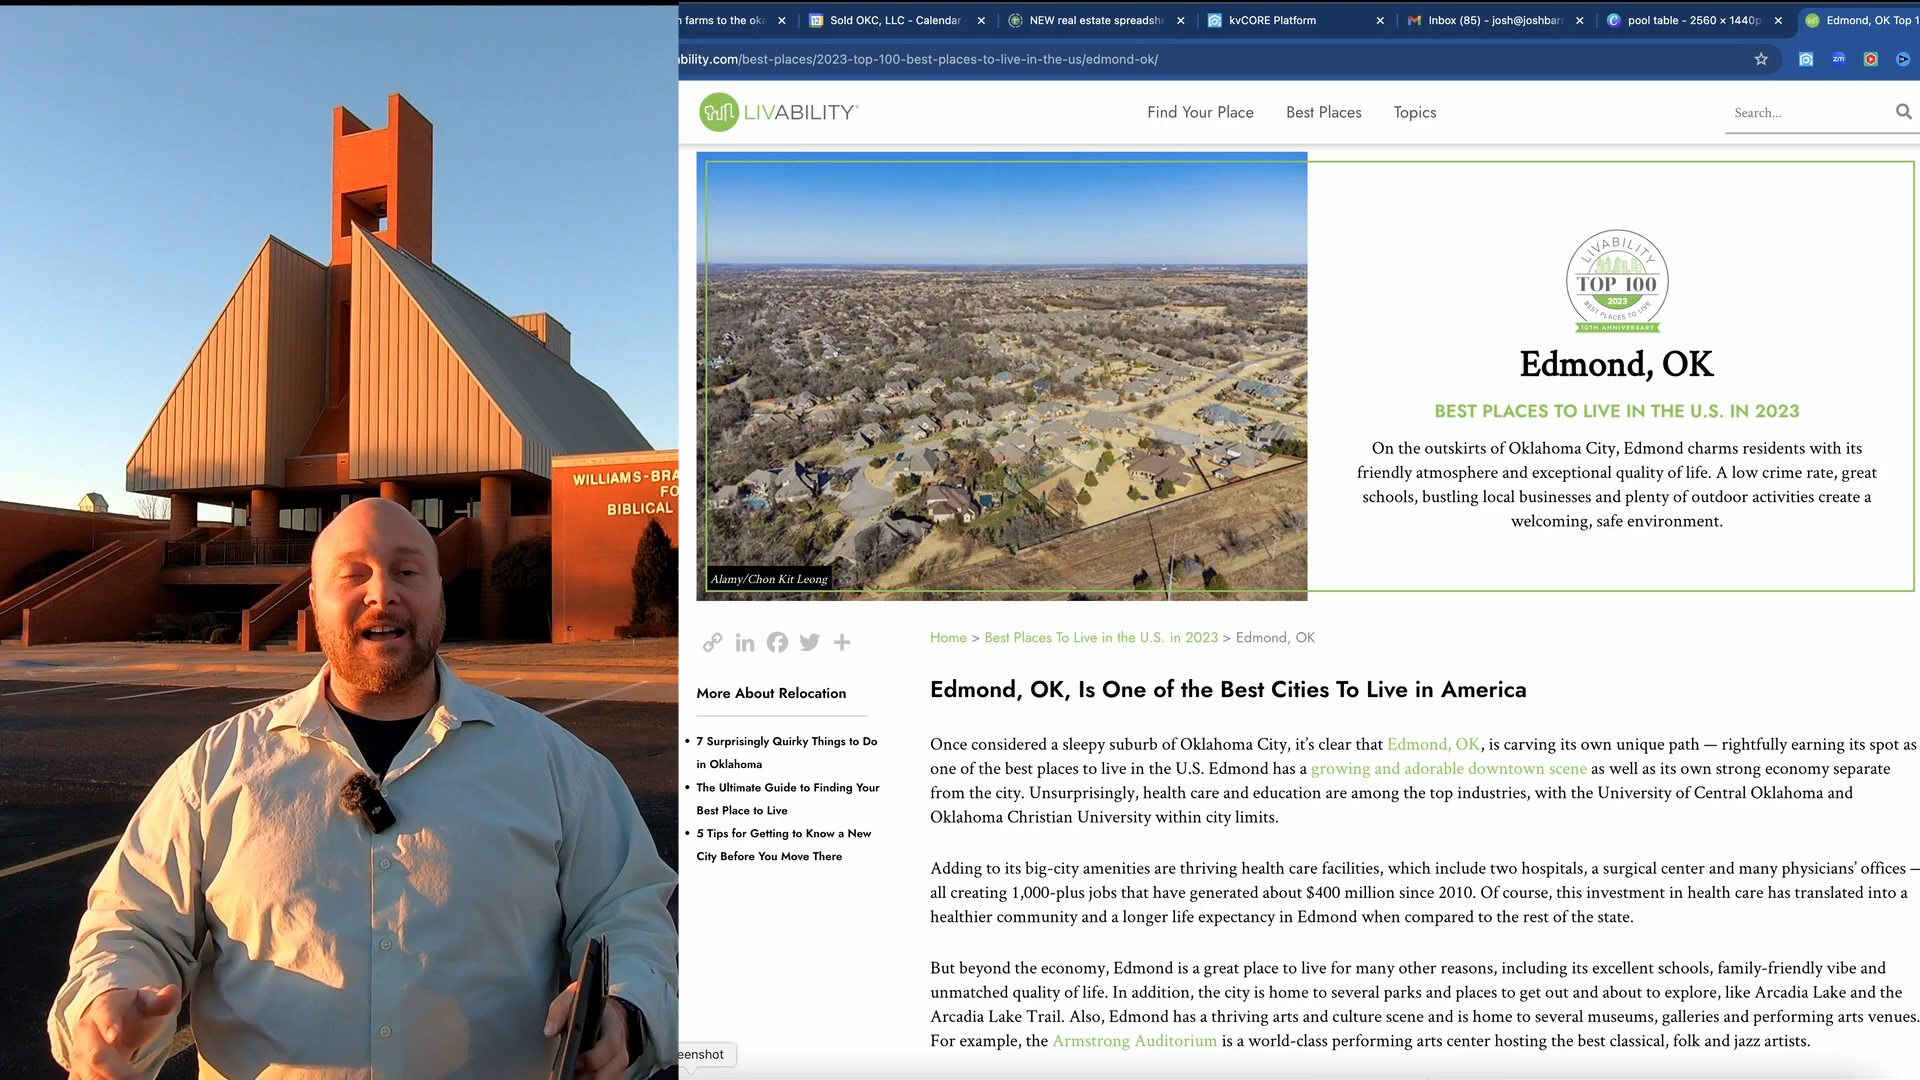 WILLIAMS-BRA
FO
BIBLICAL
n farms to the oka
12
Sold OKC, LLC - Calendar
NEW real estate spreadshe
kvCORE Platform
Inbox (85) - josh@joshbar
pool table - 2560 × 1440p
Edmond, OK Top 1
ability.com/best-places/2023-top-100-best-places-to-live-in-the-us/edmond-ok/
zm
LIVABILITY
Find Your Place
Best Places
Topics
Search...
Alamy/Chon Kit Leong
LIVABILITY
TOP 100
2023
BEST PLACES TO LIVE
10TH ANNIVERSARY
Edmond, OK
BEST PLACES TO LIVE IN THE U.S. IN 2023
On the outskirts of Oklahoma City, Edmond charms residents with its
friendly atmosphere and exceptional quality of life. A low crime rate, great
schools, bustling local businesses and plenty of outdoor activities create a
welcoming, safe environment.
Home > Best Places To Live in the U.S. in 2023 > Edmond, OK
More About Relocation
• 7 Surprisingly Quirky Things to Do
in Oklahoma
• The Ultimate Guide to Finding Your
Best Place to Live
• 5 Tips for Getting to Know a New
City Before You Move There
Edmond, OK, Is One of the Best Cities To Live in America
Once considered a sleepy suburb of Oklahoma City, it's clear that Edmond, OK, is carving its own unique path — rightfully earning its spot as
one of the best places to live in the U.S. Edmond has a growing and adorable downtown scene as well as its own strong economy separate
from the city. Unsurprisingly, health care and education are among the top industries, with the University of Central Oklahoma and
Oklahoma Christian University within city limits.
Adding to its big-city amenities are thriving health care facilities, which include two hospitals, a surgical center and many physicians' offices —
all creating 1,000-plus jobs that have generated about $400 million since 2010. Of course, this investment in health care has translated into a
healthier community and a longer life expectancy in Edmond when compared to the rest of the state.
But beyond the economy, Edmond is a great place to live for many other reasons, including its excellent schools, family-friendly vibe and
unmatched quality of life. In addition, the city is home to several parks and places to get out and about to explore, like Arcadia Lake and the
Arcadia Lake Trail. Also, Edmond has a thriving arts and culture scene and is home to several museums, galleries and performing arts venues.
For example, the Armstrong Auditorium is a world-class performing arts center hosting the best classical, folk and jazz artists.
eenshot